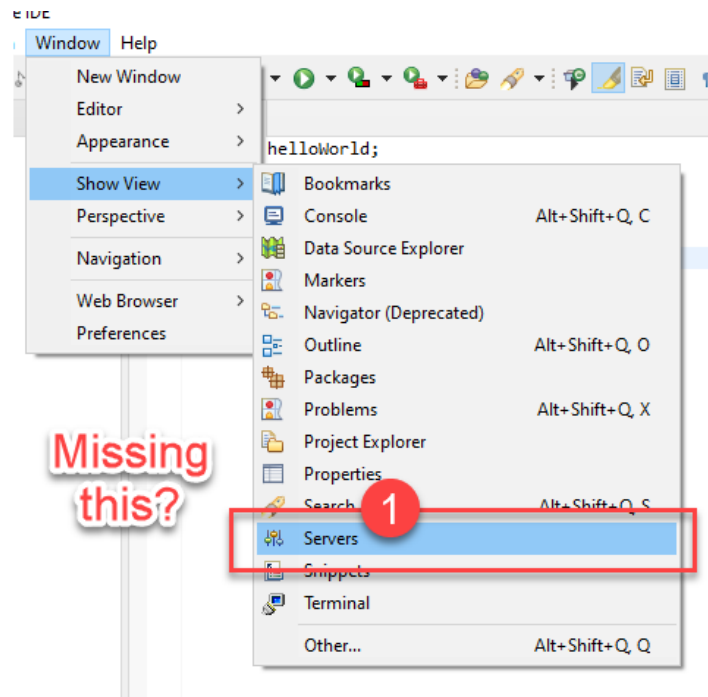 e IDE
Window Help
New Window
Editor
Appearance
helloWorld;
Show View
Bookmarks
Perspective
Console Alt+Shift+Q, C
Data Source Explorer
Navigation
Markers
Web Browser
Navigator (Deprecated)
Preferences
Outline Alt+Shift+Q, O
Packages
Problems Alt+Shift+Q, X
Project Explorer
Missing
this?
Properties
Search Alt+Shift+Q, S
1
Servers
Snippets
Terminal
Other... Alt+Shift+Q, Q